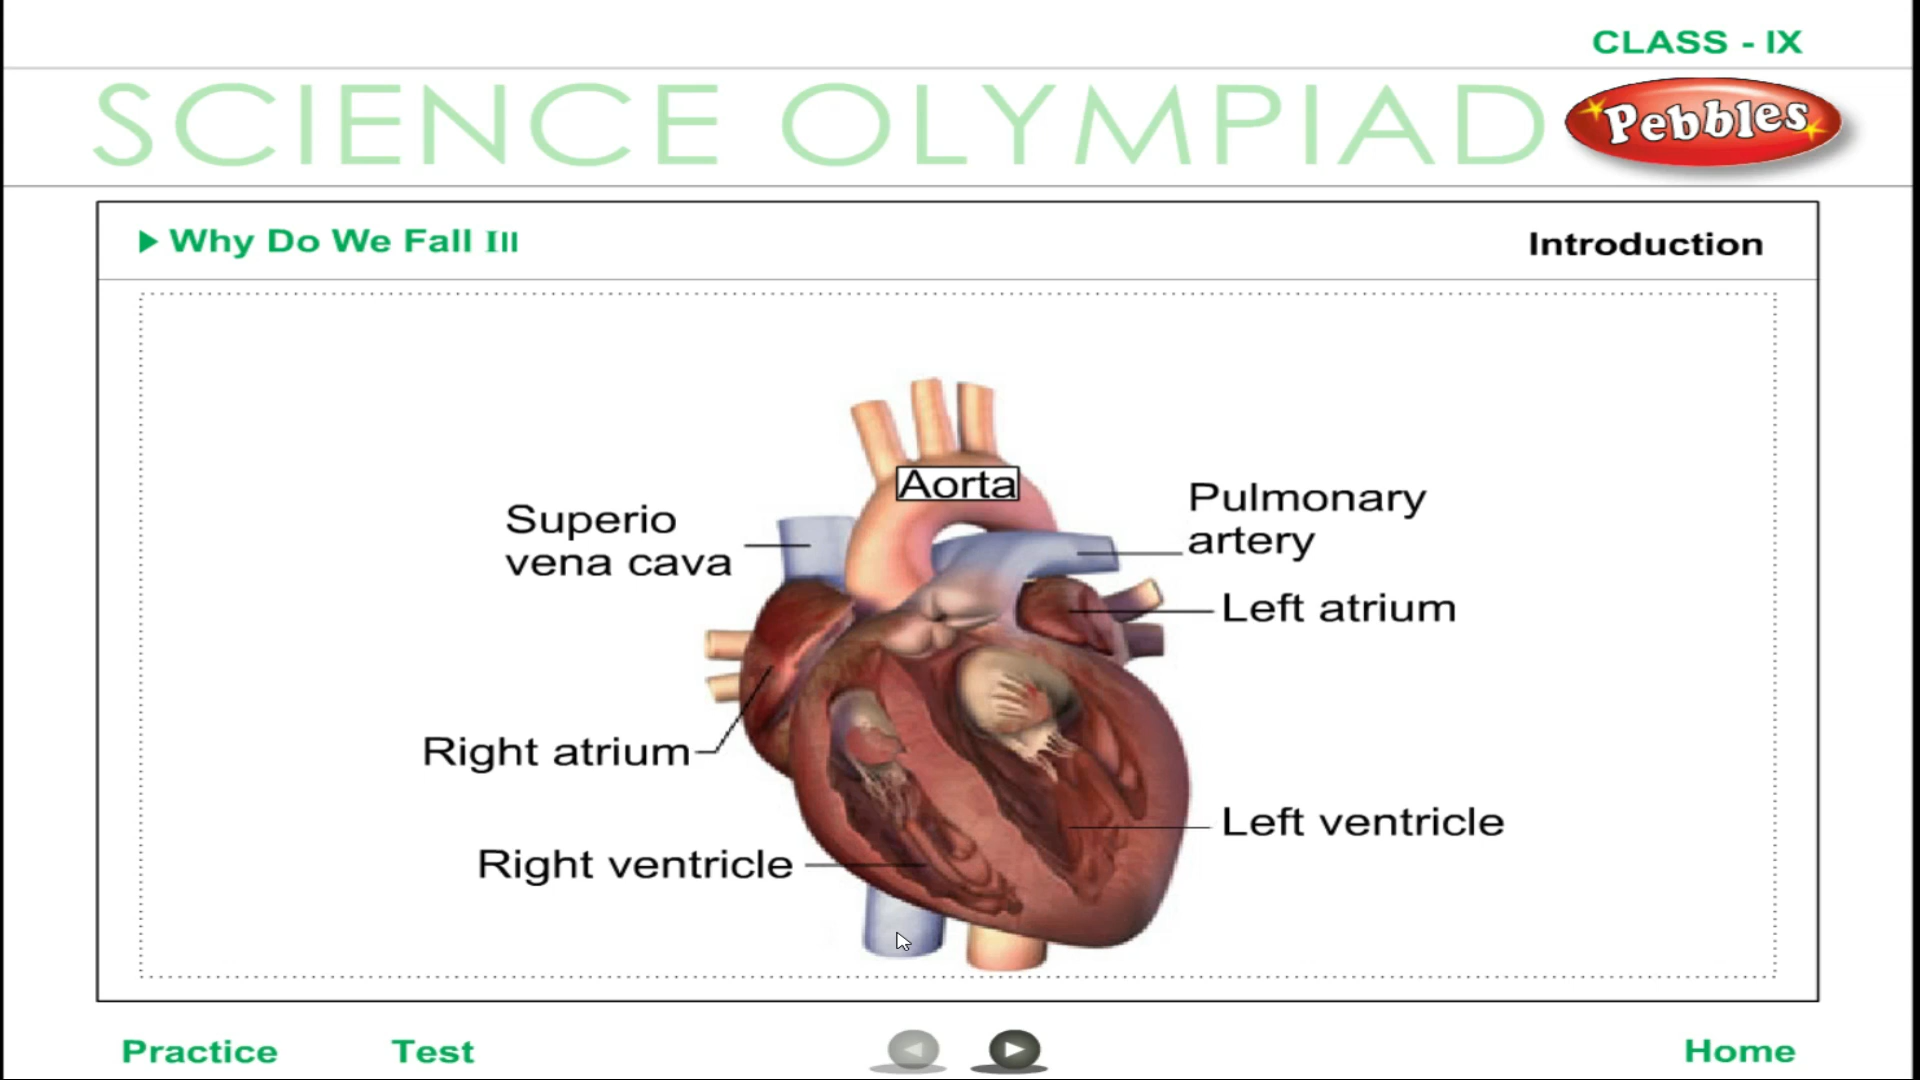 CLASS - IX
SCIENCE OLYMPIAD
Pebbles
Why Do We Fall Ill
Introduction
Aorta
Superio
vena cava
Pulmonary
artery
Left atrium
Right atrium
Left ventricle
Right ventricle
Practice
Test
Home